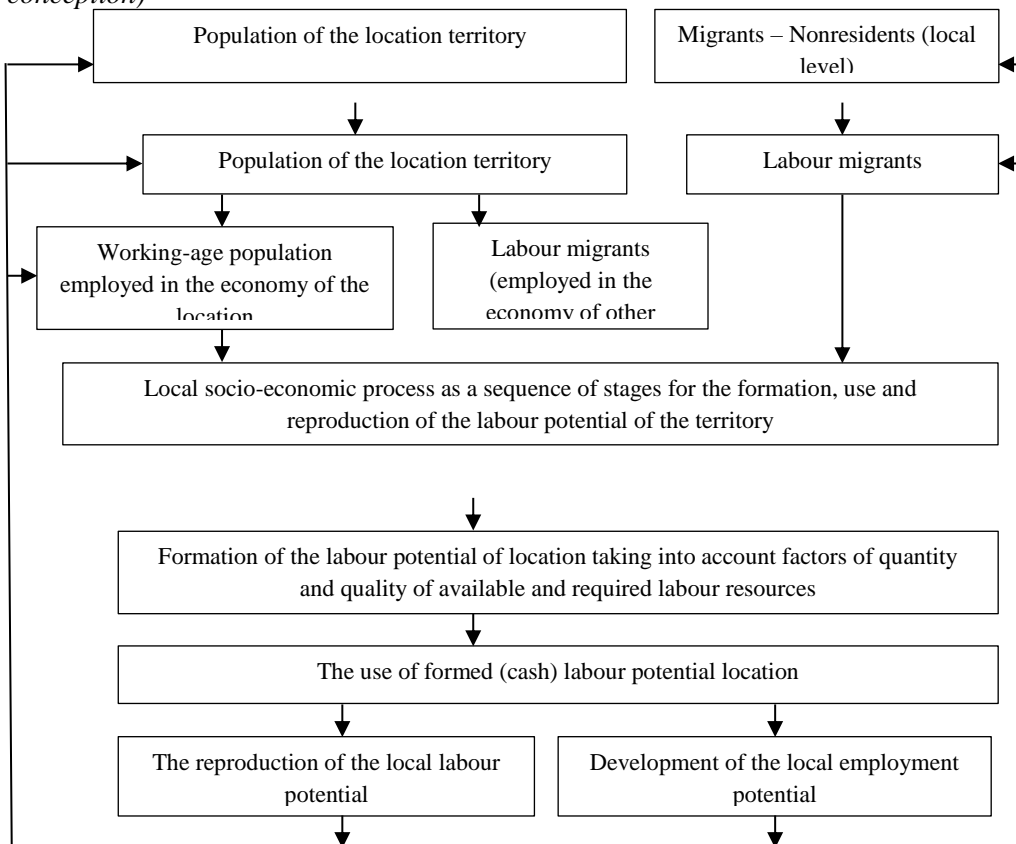 conception)
Population of the location territory
Migrants – Nonresidents (local
level)
Population of the location territory
Labour migrants
Working-age population
employed in the economy of the
location
Labour migrants
(employed in the
economy of other
Local socio-economic process as a sequence of stages for the formation, use and
reproduction of the labour potential of the territory
Formation of the labour potential of location taking into account factors of quantity
and quality of available and required labour resources
The use of formed (cash) labour potential location
The reproduction of the local labour
potential
Development of the local employment
potential